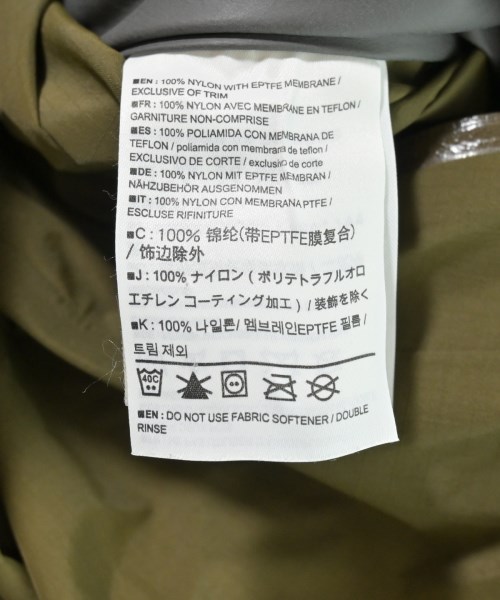 ■EN: 100% NYLON WITH EPTFE MEMBRANE /
EXCLUSIVE OF TRIM
■FR: 100% NYLON AVEC MEMBRANE EN TEFLON /
GARNITURE NON-COMPRISE
■ES: 100% POLIAMIDA CON MEMBRANA DE
TEFLON / poliamida con membrana de teflon /
EXCLUSIVO DE CORTE / exclusivo de corte
■DE: 100% NYLON MIT EPTFE MEMBRAN /
NÄHZUBEHÖR AUSGENOMMEN
■IT: 100% NYLON CON MEMBRANA PTFE /
ESCLUSE RIFINITURE
■C: 100% 锦纶(带EPTFE膜复合)
/ 饰边除外
■J: 100% ナイロン ( ポリテトラフルオロ
エチレン コーティング加工 ) / 装飾を除く
■K: 100% 나일론/ 멤브레인EPTFE 필름 /
트림 제외
40C
■EN: DO NOT USE FABRIC SOFTENER / DOUBLE
RINSE